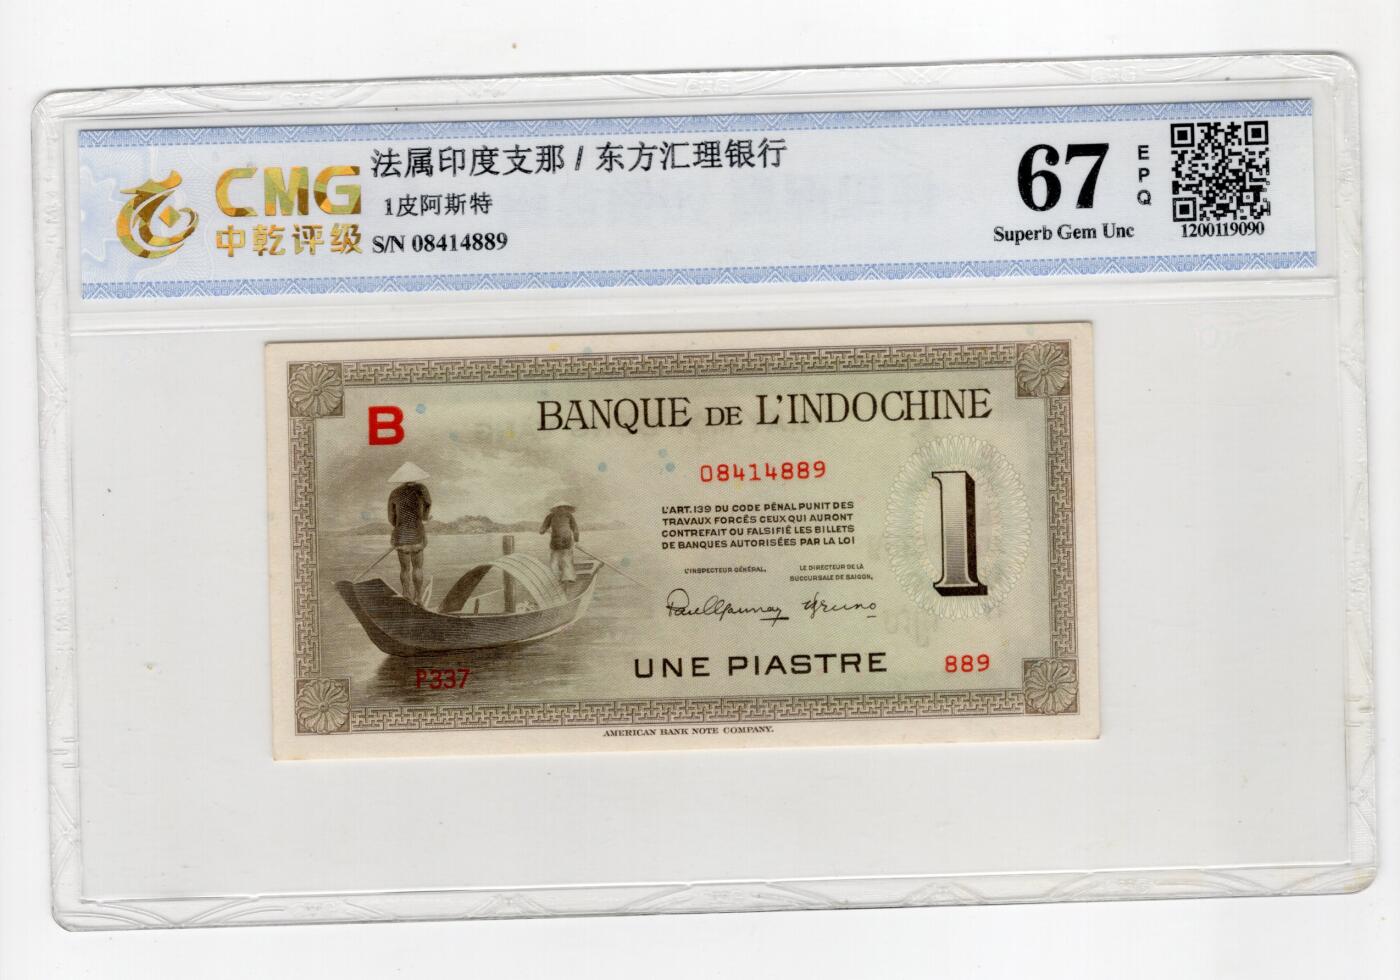 CMG
中乾评级
法属印度支那 / 东方汇理银行
1皮阿斯特
S/N 08414889
67
EPQ
Superb Gem Unc
1200119090
B
BANQUE DE L'INDOCHINE
08414889
L'ART. 139 DU CODE PÉNAL PUNIT DES
TRAVAUX FORCÉS CEUX QUI AURONT
CONTREFAIT OU FALSIFIÉ LES BILLETS
DE BANQUES AUTORISÉES PAR LA LOI
L'INSPECTEUR GÉNÉRAL,
LE DIRECTEUR DE LA
SUCCURSALE DE SAIGON,
1
UNE PIASTRE
889
P337
AMERICAN BANK NOTE COMPANY.